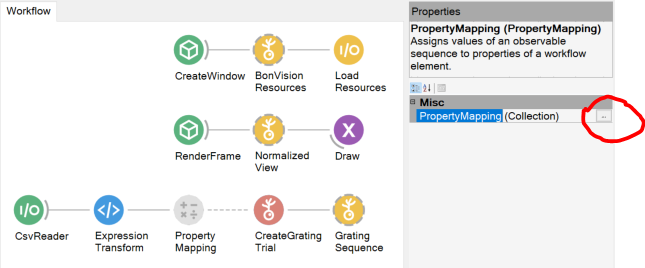 Workflow
CreateWindow
BonVision
Resources
I/O
Load
Resources
RenderFrame
Normalized
View
X
Draw
I/O
CsvReader
</>
Expression
Transform
+ −
× ÷
Property
Mapping
CreateGrating
Trial
Grating
Sequence
Properties
PropertyMapping (PropertyMapping)
Assigns values of an observable
sequence to properties of a workflow
element.
Misc
PropertyMapping (Collection) ...